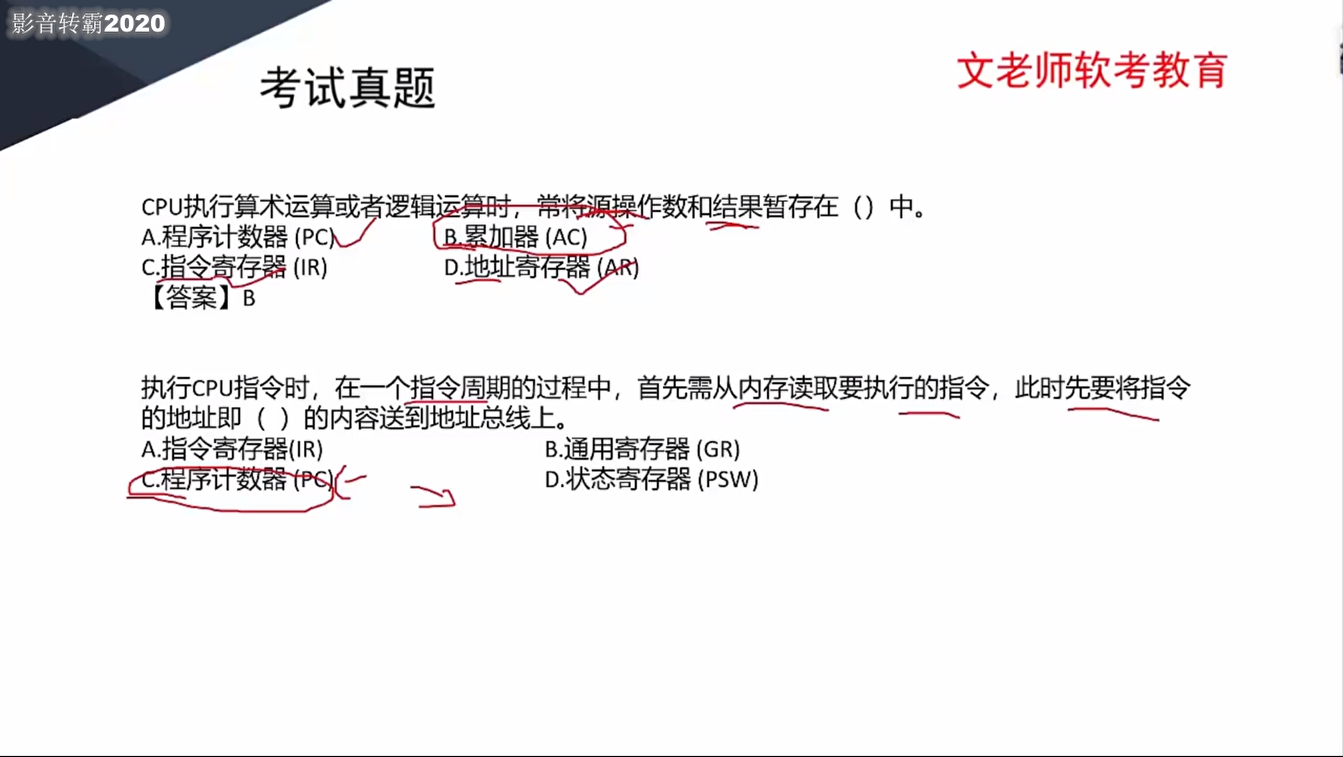 影音转霸2020
考试真题
文老师软考教育
CPU执行算术运算或者逻辑运算时，常将源操作数和结果暂存在（）中。
A.程序计数器 (PC) B.累加器 (AC)
C.指令寄存器 (IR) D.地址寄存器 (AR)
【答案】B
执行CPU指令时，在一个指令周期的过程中，首先需从内存读取要执行的指令，此时先要将指令
的地址即（ ）的内容送到地址总线上。
A.指令寄存器(IR) B.通用寄存器 (GR)
C.程序计数器 (PC) D.状态寄存器 (PSW)